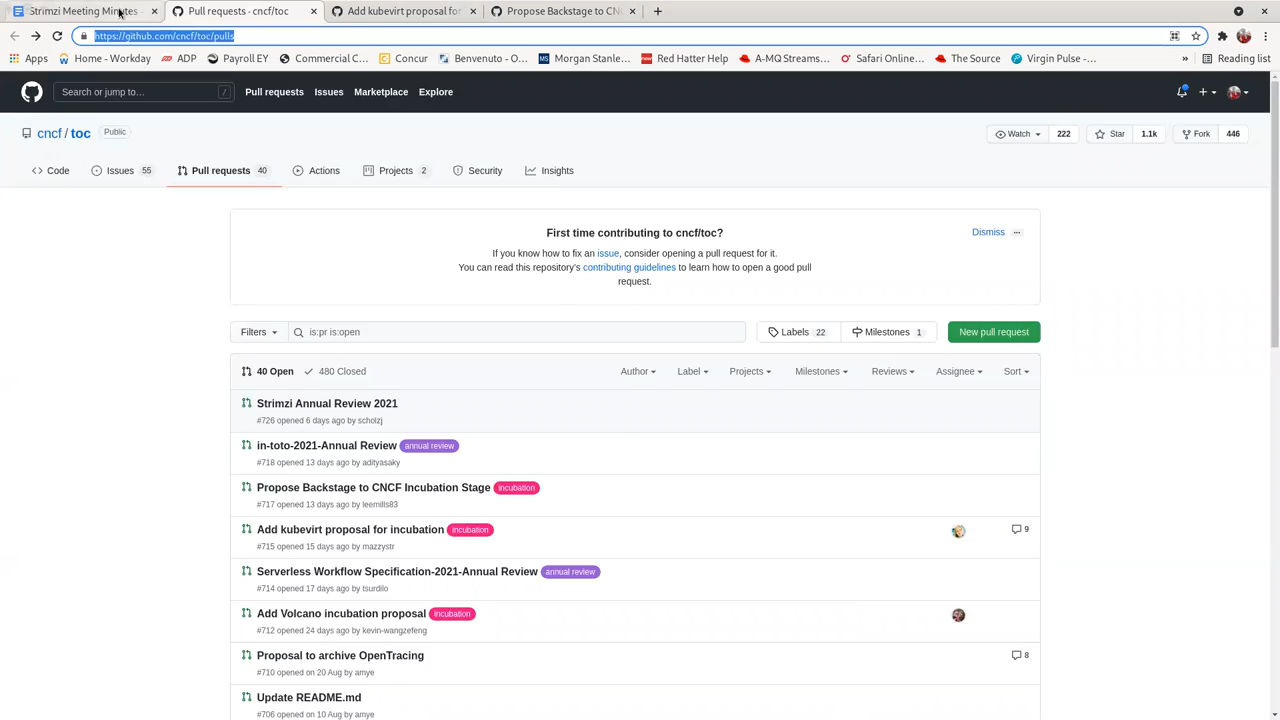 Strimzi Meeting Minutes -
Pull requests · cncf/toc
Add kubevirt proposal for
Propose Backstage to CN
https://github.com/cncf/toc/pulls
Apps
Home - Workday
ADP
Payroll EY
Commercial C…
Concur
Benvenuto - O…
MS
Morgan Stanle…
Red Hatter Help
A-MQ Streams…
Safari Online…
The Source
Virgin Pulse -…
»
Reading list
Search or jump to…
/
Pull requests
Issues
Marketplace
Explore
cncf / toc
Public
Watch
222
Star
1.1k
Fork
446
Code
Issues 55
Pull requests 40
Actions
Projects 2
Security
Insights
First time contributing to cncf/toc?
Dismiss
If you know how to fix an issue, consider opening a pull request for it.
You can read this repository's contributing guidelines to learn how to open a good pull
request.
Filters
is:pr is:open
Labels 22
Milestones 1
New pull request
40 Open
480 Closed
Author
Label
Projects
Milestones
Reviews
Assignee
Sort
Strimzi Annual Review 2021
#726 opened 6 days ago by scholzj
in-toto-2021-Annual Review annual review
#718 opened 13 days ago by adityasaky
Propose Backstage to CNCF Incubation Stage incubation
#717 opened 13 days ago by leemills83
Add kubevirt proposal for incubation incubation
9
#715 opened 15 days ago by mazzystr
Serverless Workflow Specification-2021-Annual Review annual review
#714 opened 17 days ago by tsurdilo
Add Volcano incubation proposal incubation
#712 opened 24 days ago by kevin-wangzefeng
Proposal to archive OpenTracing
8
#710 opened on 20 Aug by amye
Update README.md
#706 opened on 10 Aug by amye